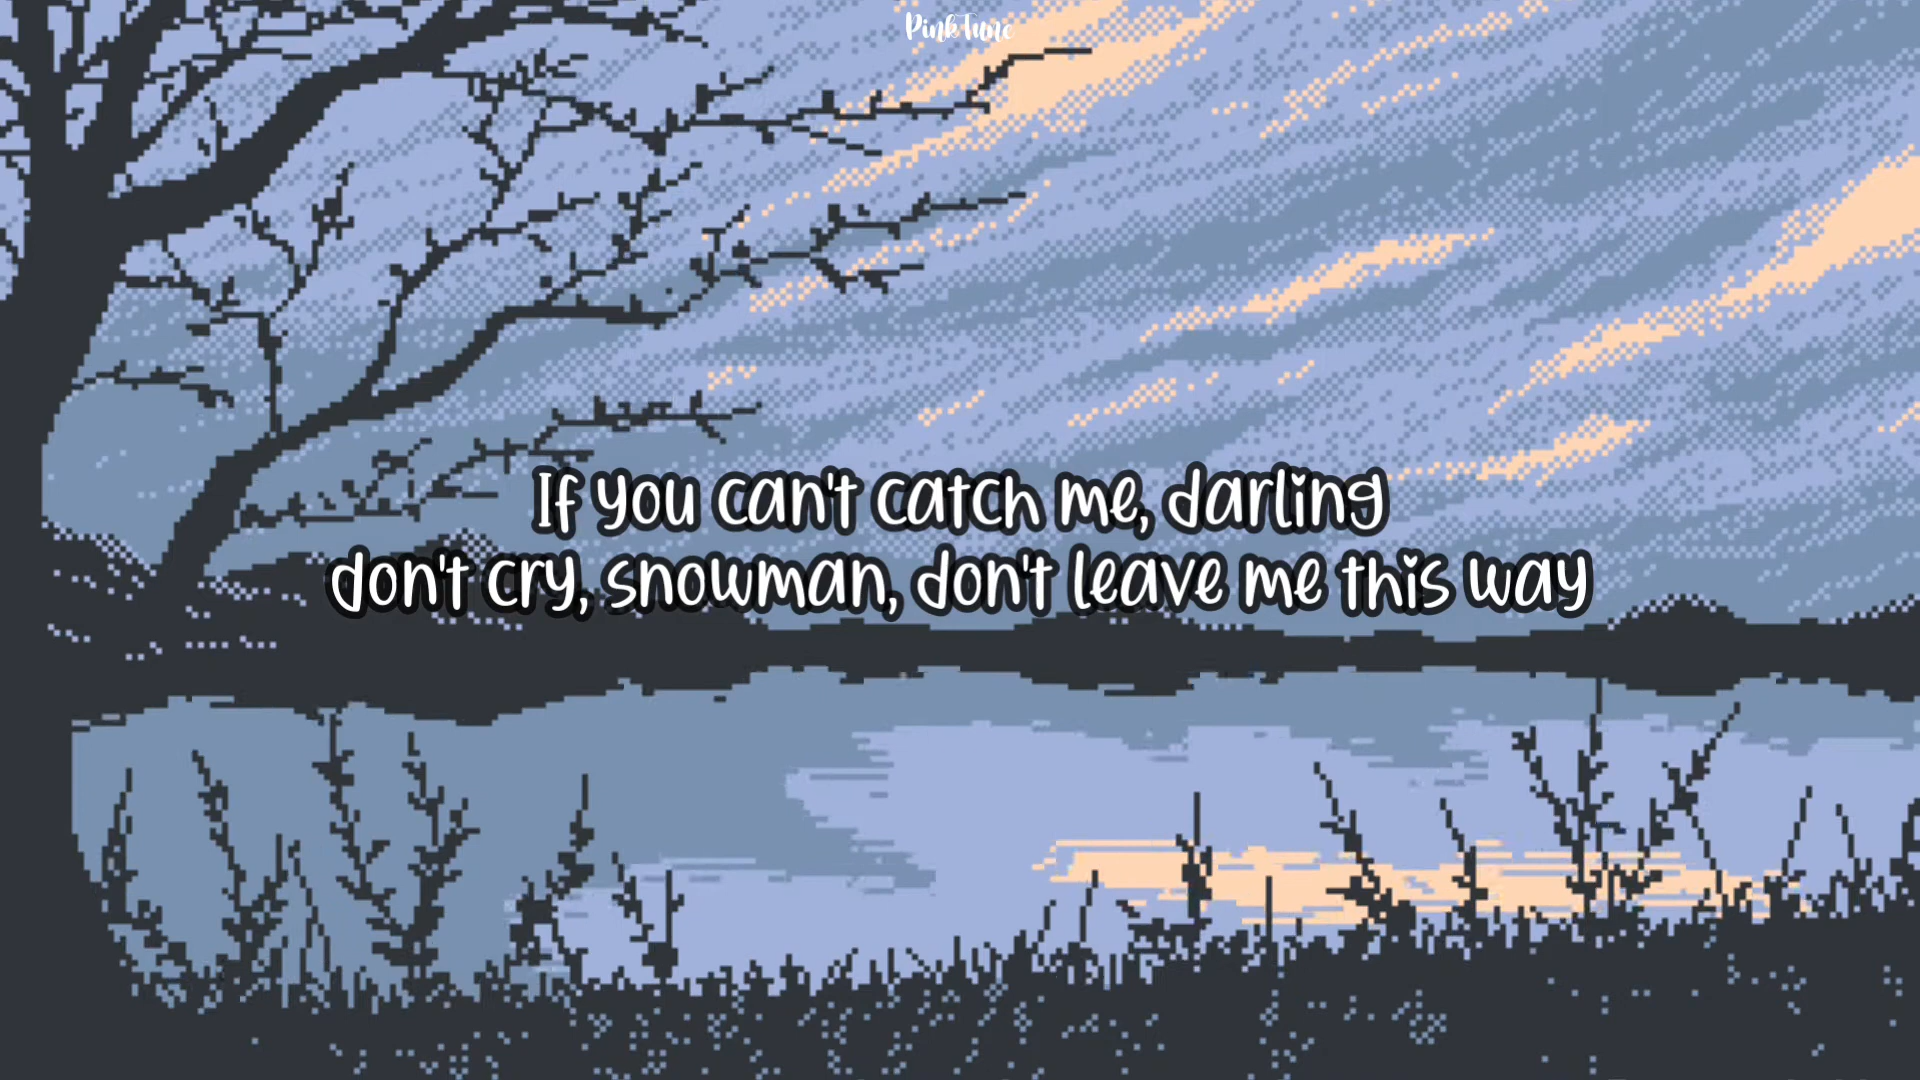 PinkTune
If you can't catch me, darling
don't cry, snowman, don't leave me this way